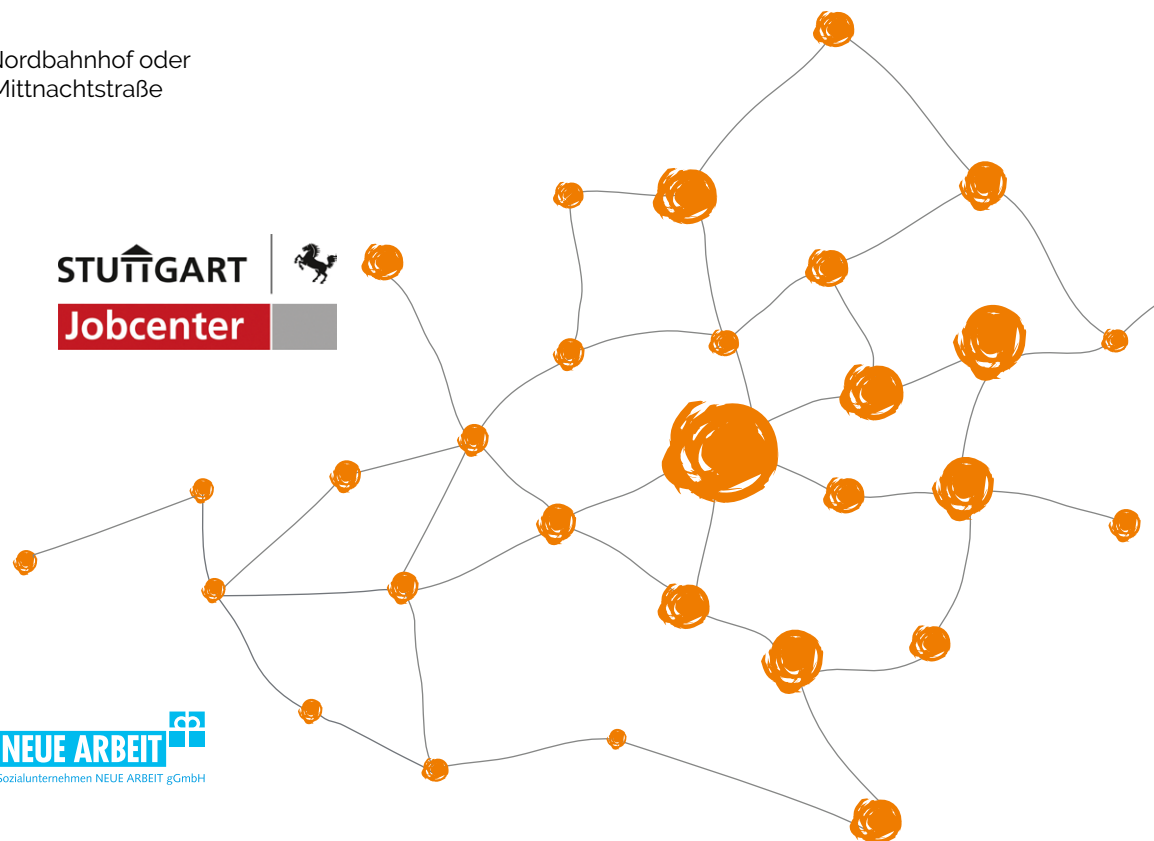 Nordbahnhof oder
Mittnachtstraße
STUTTGART
Jobcenter
NEUE ARBEIT
Sozialunternehmen NEUE ARBEIT gGmbH